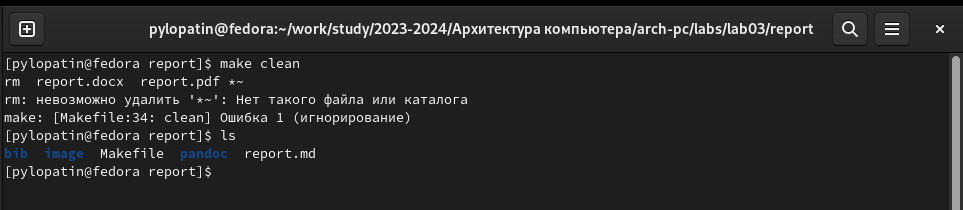 pylopatin@fedora:~/work/study/2023-2024/Архитектура компьютера/arch-pc/labs/lab03/report
[pylopatin@fedora report]$ make clean
rm  report.docx  report.pdf *~
rm: невозможно удалить '*~': Нет такого файла или каталога
make: [Makefile:34: clean] Ошибка 1 (игнорирование)
[pylopatin@fedora report]$ ls
bib  image  Makefile  pandoc  report.md
[pylopatin@fedora report]$